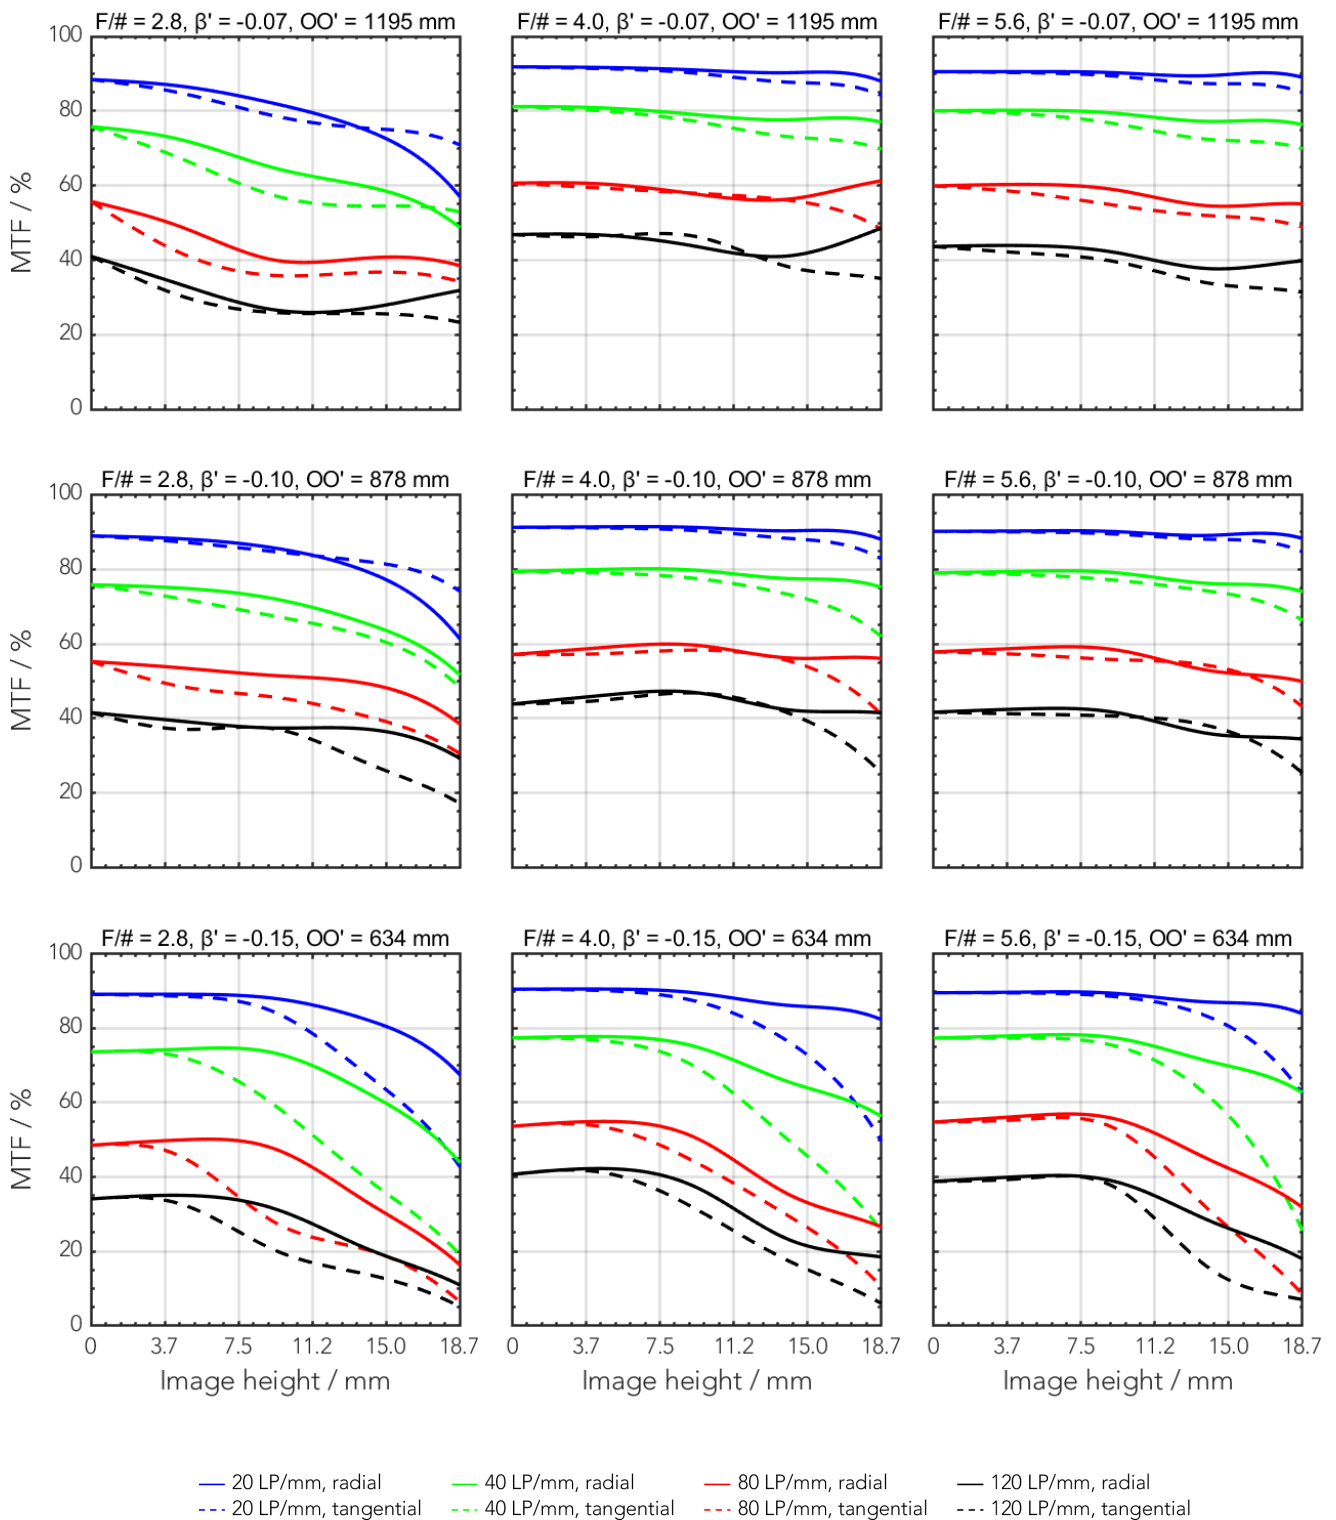 F/# = 2.8, β' = -0.07, OO' = 1195 mm
F/# = 4.0, β' = -0.07, OO' = 1195 mm
F/# = 5.6, β' = -0.07, OO' = 1195 mm
100
80
60
40
20
0
MTF / %
F/# = 2.8, β' = -0.10, OO' = 878 mm
F/# = 4.0, β' = -0.10, OO' = 878 mm
F/# = 5.6, β' = -0.10, OO' = 878 mm
100
80
60
40
20
0
MTF / %
F/# = 2.8, β' = -0.15, OO' = 634 mm
F/# = 4.0, β' = -0.15, OO' = 634 mm
F/# = 5.6, β' = -0.15, OO' = 634 mm
100
80
60
40
20
0
MTF / %
0 3.7 7.5 11.2 15.0 18.7
0 3.7 7.5 11.2 15.0 18.7
0 3.7 7.5 11.2 15.0 18.7
Image height / mm
Image height / mm
Image height / mm
20 LP/mm, radial
40 LP/mm, radial
80 LP/mm, radial
120 LP/mm, radial
20 LP/mm, tangential
40 LP/mm, tangential
80 LP/mm, tangential
120 LP/mm, tangential